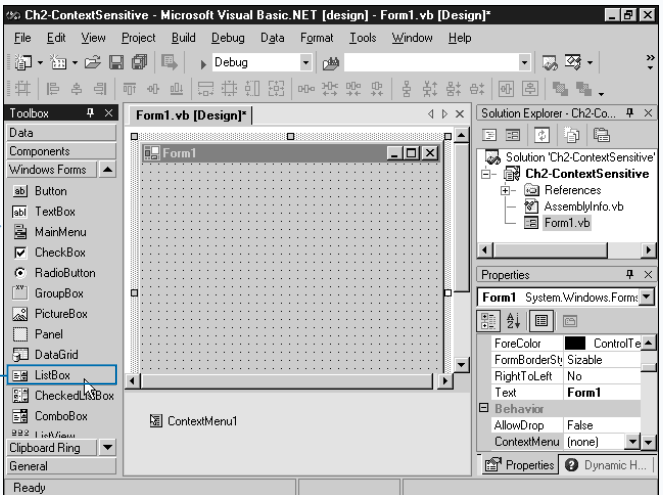 Ch2-ContextSensitive - Microsoft Visual Basic.NET [design] - Form1.vb [Design]*
File Edit View Project Build Debug Data Format Tools Window Help
Debug
Toolbox
Data
Components
Windows Forms
Button
TextBox
MainMenu
CheckBox
RadioButton
GroupBox
PictureBox
Panel
DataGrid
ListBox
CheckedListBox
ComboBox
ListView
Clipboard Ring
General
Form1.vb [Design]*
Form1
ContextMenu1
Solution Explorer - Ch2-Co...
Solution 'Ch2-ContextSensitive'
Ch2-ContextSensitive
References
AssemblyInfo.vb
Form1.vb
Properties
Form1 System.Windows.Forms
ForeColor ControlTe
FormBorderSty Sizable
RightToLeft No
Text Form1
Behavior
AllowDrop False
ContextMenu (none)
Properties Dynamic H...
Ready